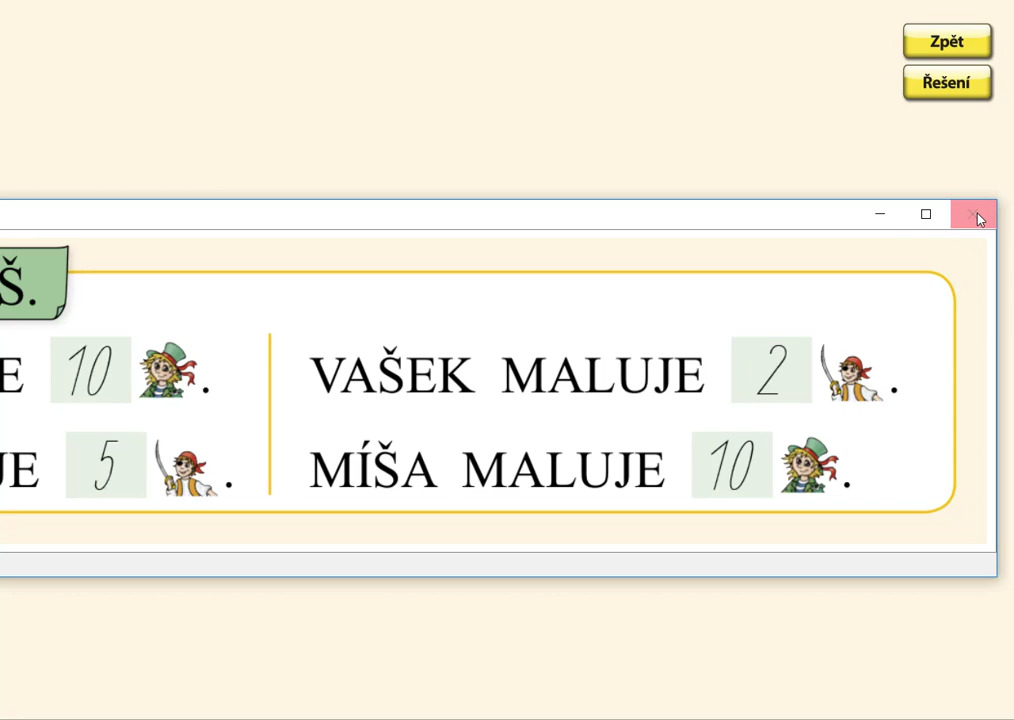 Zpět
Řešení
Š.
E 10 . VAŠEK MALUJE 2 .
JE 5 . MÍŠA MALUJE 10 .